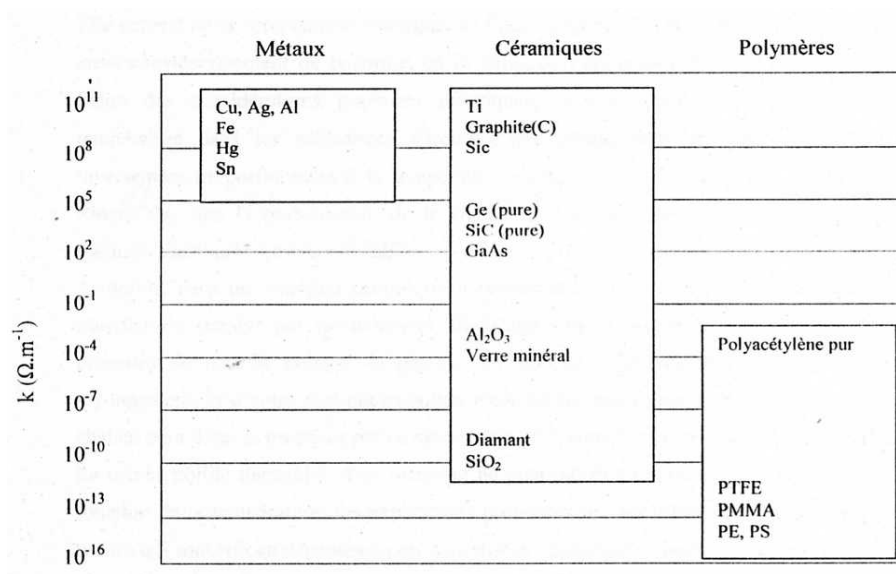 Métaux
Céramiques
Polymères
k (Ω.m⁻¹)
10¹¹
10⁸
10⁵
10²
10⁻¹
10⁻⁴
10⁻⁷
10⁻¹⁰
10⁻¹³
10⁻¹⁶
Cu, Ag, Al
Fe
Hg
Sn
Ti
Graphite(C)
Sic
Ge (pure)
SiC (pure)
GaAs
Al₂O₃
Verre minéral
Diamant
SiO₂
Polyacétylène pur
PTFE
PMMA
PE, PS